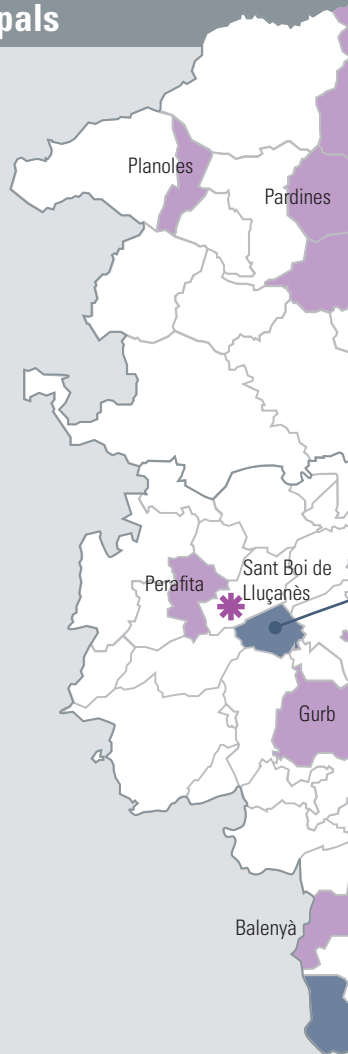 pals
Planoles
Pardines
Sant Boi de
Lluçanès
Perafita
Gurb
Balenyà